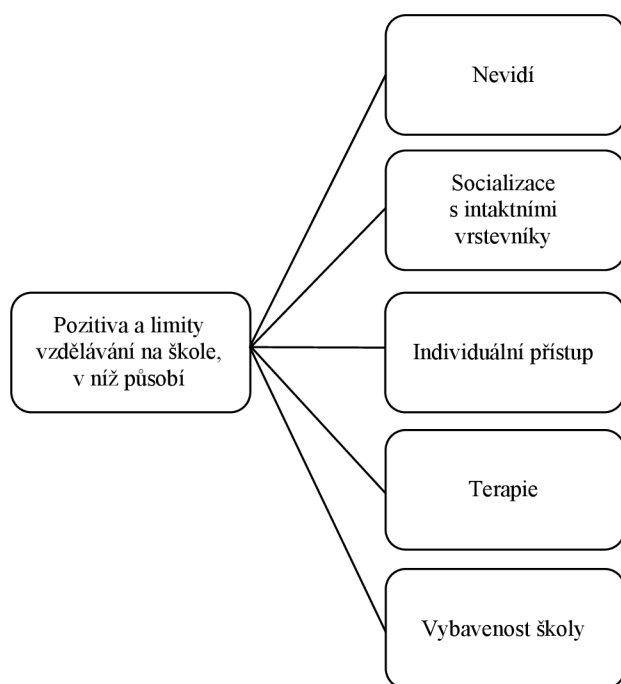 Nevidí
Socializace
s intaktními
vrstevníky
Pozitiva a limity
vzdělávání na škole,
v níž působí
Individuální přístup
Terapie
Vybavenost školy